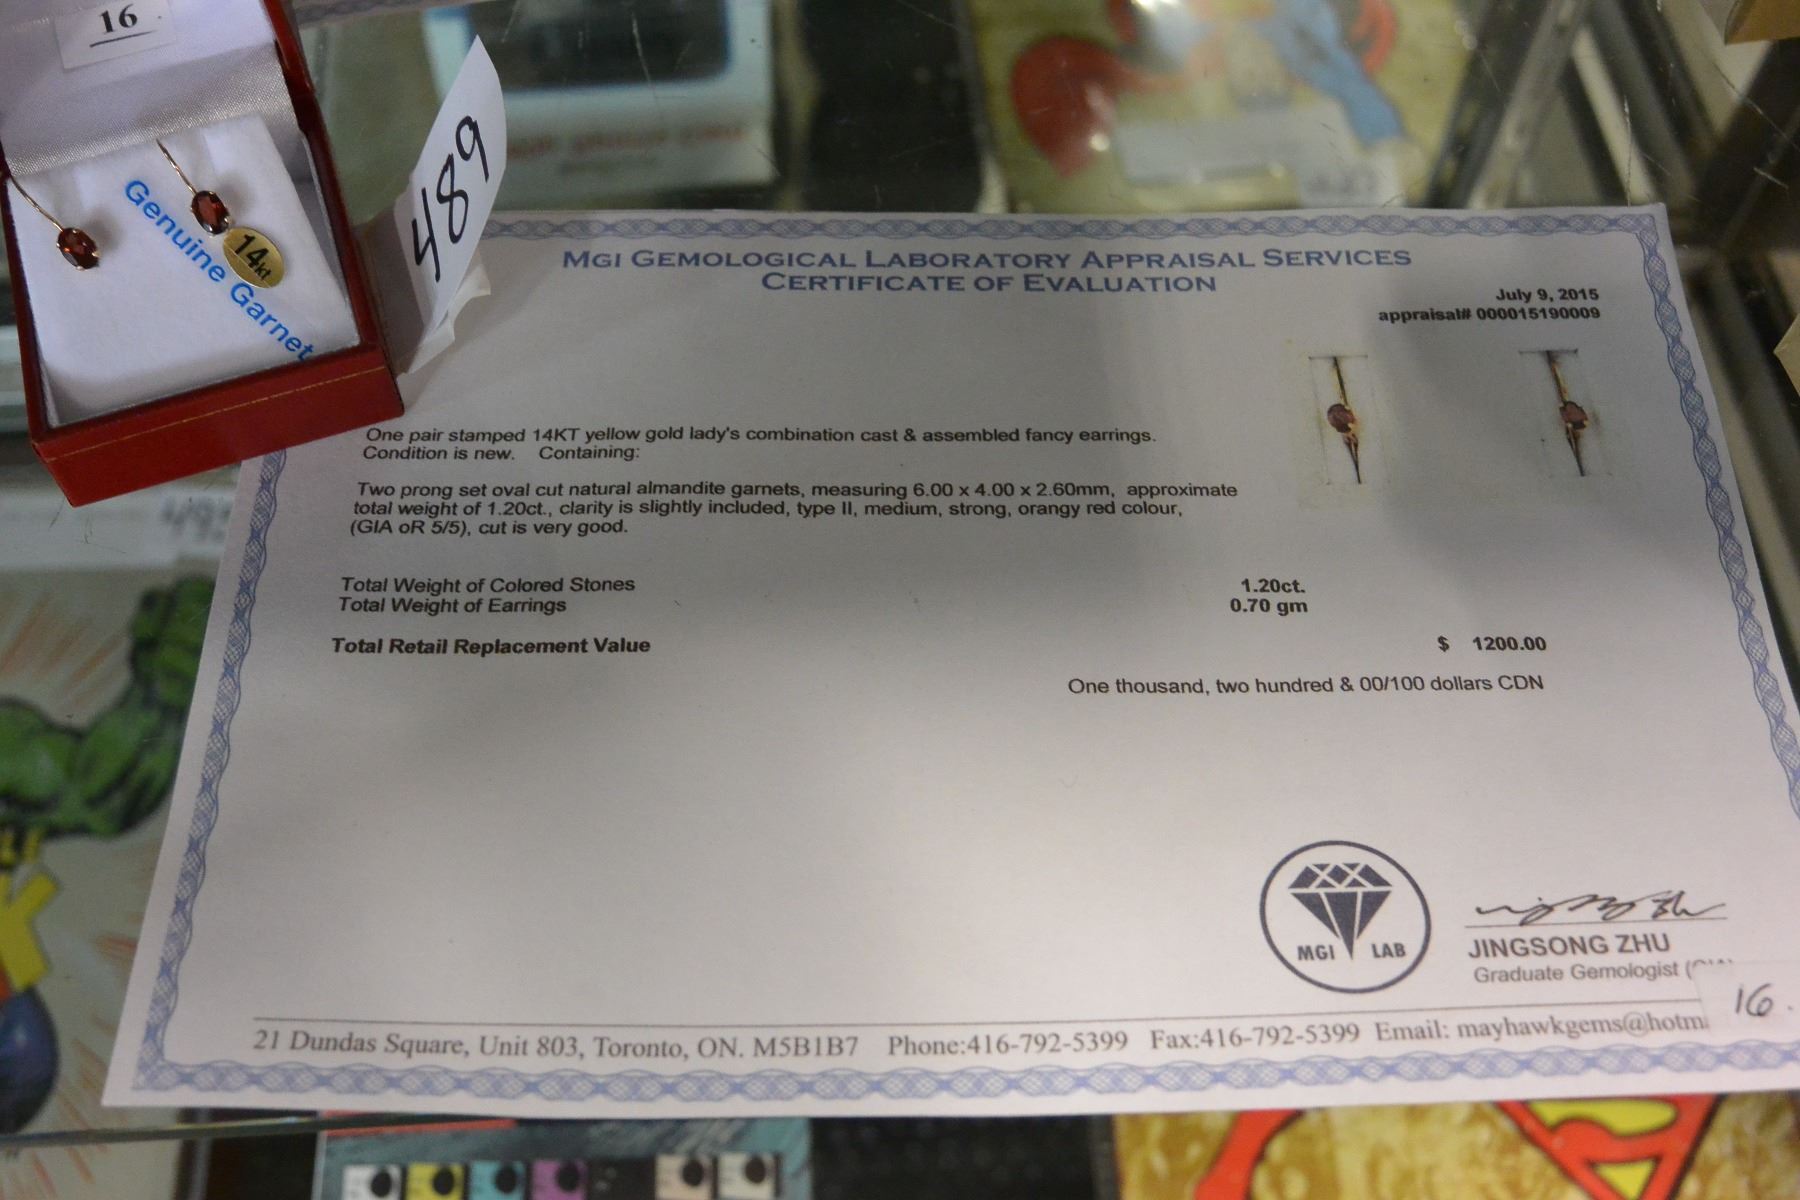 16
489
Genuine Garnet
14kt
MGI GEMOLOGICAL LABORATORY APPRAISAL SERVICES
CERTIFICATE OF EVALUATION
July 9, 2015
appraisal# 000015190009
One pair stamped 14KT yellow gold lady's combination cast & assembled fancy earrings.
Condition is new. Containing:
Two prong set oval cut natural almandite garnets, measuring 6.00 x 4.00 x 2.60mm, approximate
total weight of 1.20ct., clarity is slightly included, type II, medium, strong, orangy red colour,
(GIA oR 5/5), cut is very good.
Total Weight of Colored Stones 1.20ct.
Total Weight of Earrings 0.70 gm
Total Retail Replacement Value $ 1200.00
One thousand, two hundred & 00/100 dollars CDN
MGI LAB
JINGSONG ZHU
Graduate Gemologist
16
21 Dundas Square, Unit 803, Toronto, ON. M5B1B7 Phone:416-792-5399 Fax:416-792-5399 Email: mayhawkgems@hotm